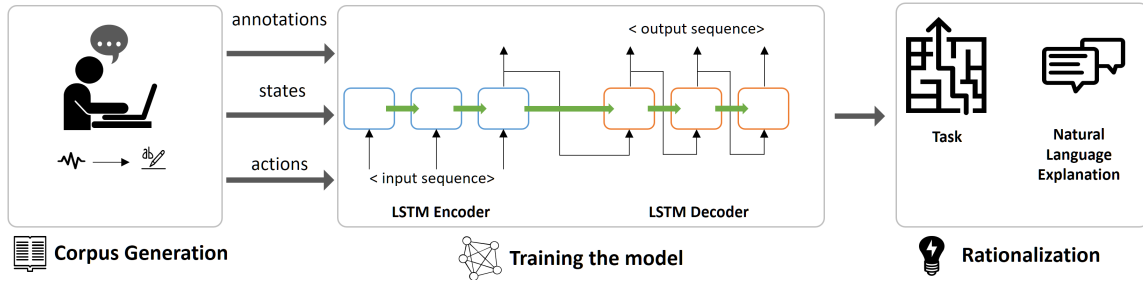 annotations
states
actions
ab
< output sequence>
< input sequence>
LSTM Encoder
LSTM Decoder
Task
Natural
Language
Explanation
Corpus Generation
Training the model
Rationalization